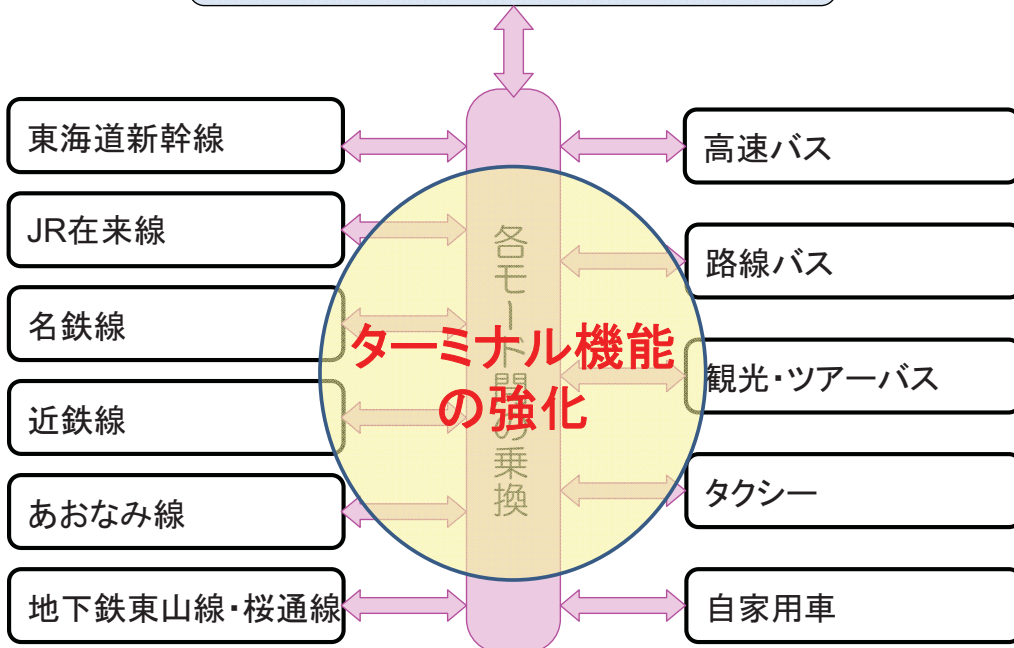 東海道新幹線
JR在来線
名鉄線
近鉄線
あおなみ線
地下鉄東山線・桜通線
各モード間の乗換
ターミナル機能
の強化
高速バス
路線バス
観光・ツアーバス
タクシー
自家用車